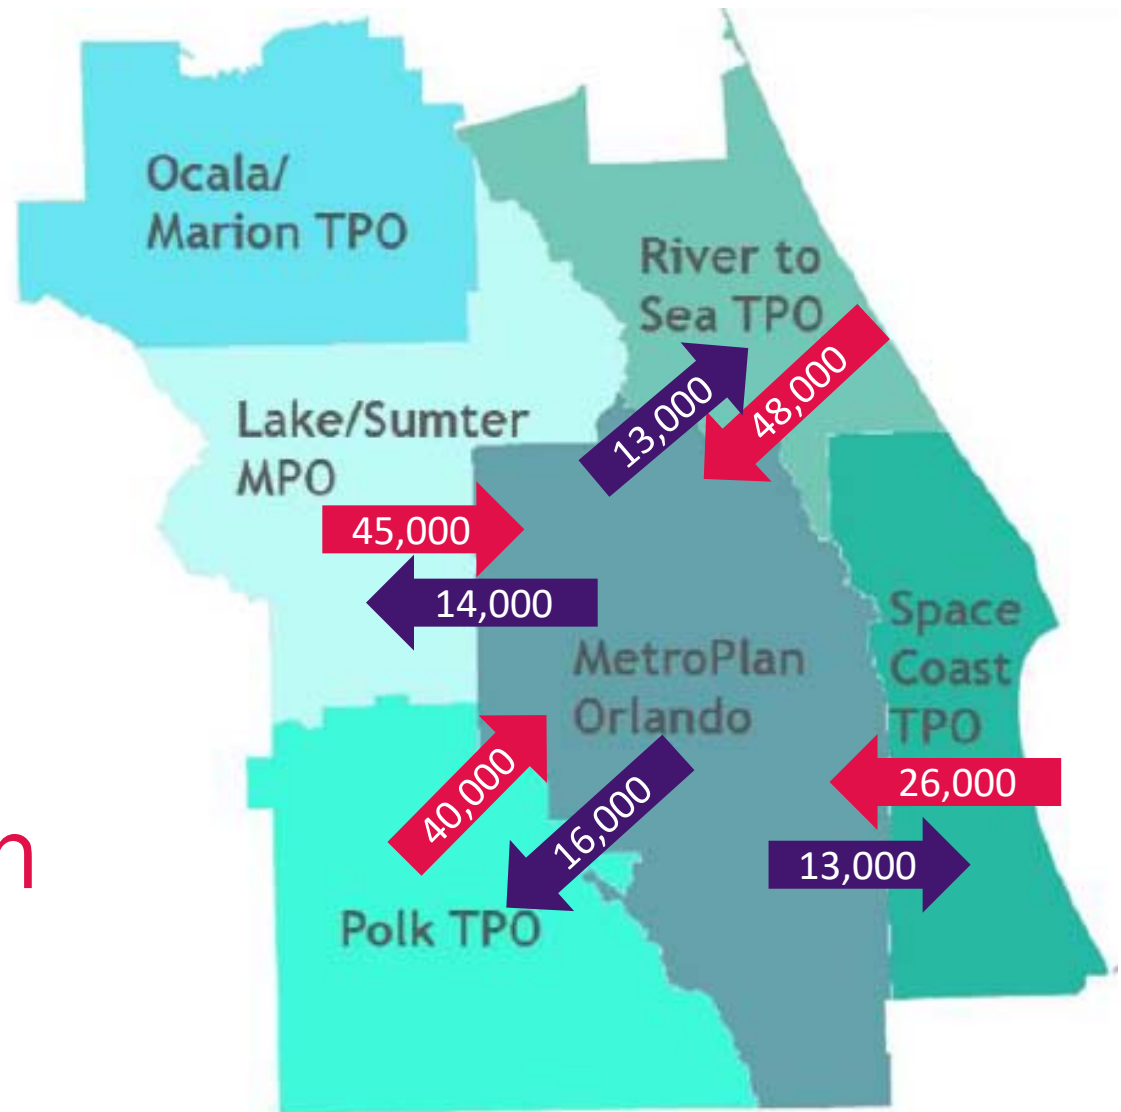 Ocala/
Marion TPO
River to
Sea TPO
13,000
48,000
Lake/Sumter
MPO
45,000
14,000
Space
Coast
TPO
MetroPlan
Orlando
40,000
16,000
26,000
13,000
n
Polk TPO